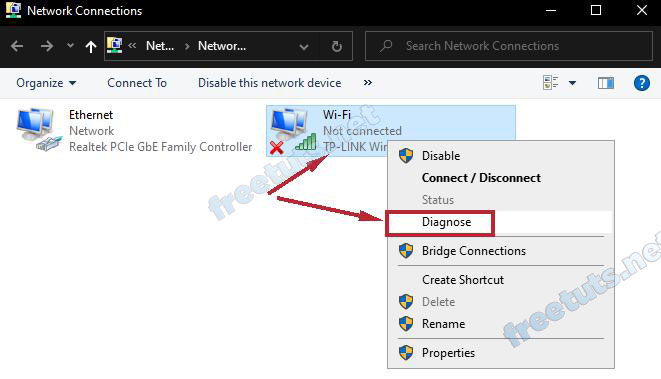 Network Connections
Net...
Networ...
Search Network Connections
Organize
Connect To
Disable this network device
»
Ethernet
Network
Realtek PCIe GbE Family Controller
Wi-Fi
Not connected
TP-LINK Wir
Disable
Connect / Disconnect
Status
Diagnose
Bridge Connections
Create Shortcut
Delete
Rename
Properties
freetuts.net
freetuts.net